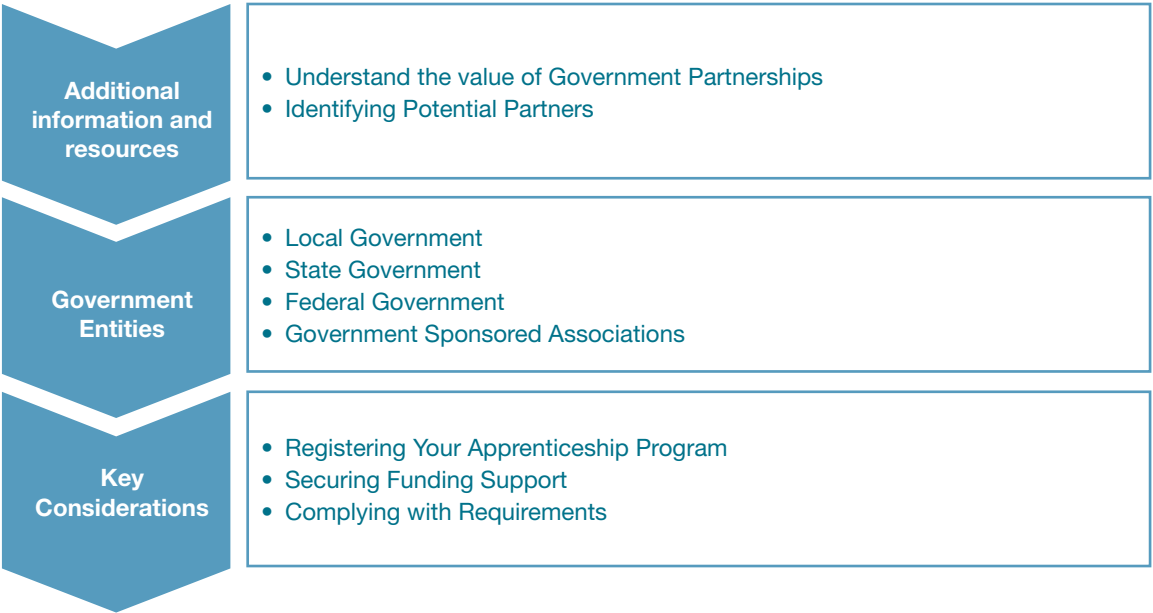 Additional
information and
resources
• Understand the value of Government Partnerships
• Identifying Potential Partners
Government
Entities
• Local Government
• State Government
• Federal Government
• Government Sponsored Associations
Key
Considerations
• Registering Your Apprenticeship Program
• Securing Funding Support
• Complying with Requirements